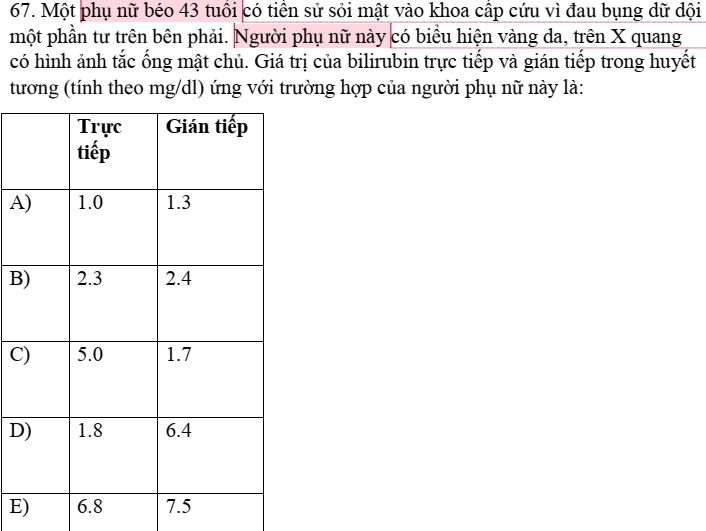 67. Một phụ nữ béo 43 tuổi có tiền sử sỏi mật vào khoa cấp cứu vì đau bụng dữ dội
một phần tư trên bên phải. Người phụ nữ này có biểu hiện vàng da, trên X quang
có hình ảnh tắc ống mật chủ. Giá trị của bilirubin trực tiếp và gián tiếp trong huyết
tương (tính theo mg/dl) ứng với trường hợp của người phụ nữ này là:
Trực tiếp Gián tiếp
A) 1.0 1.3
B) 2.3 2.4
C) 5.0 1.7
D) 1.8 6.4
E) 6.8 7.5